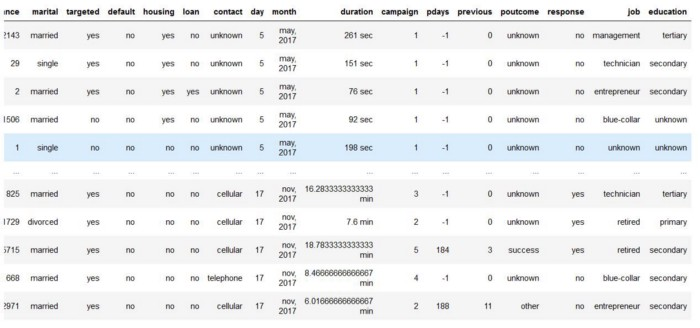 nce marital targeted default housing loan contact day month duration campaign pdays previous poutcome response job education
2143 married yes no yes no unknown 5 may, 2017 261 sec 1 -1 0 unknown no management tertiary
29 single yes no yes no unknown 5 may, 2017 151 sec 1 -1 0 unknown no technician secondary
2 married yes no yes yes unknown 5 may, 2017 76 sec 1 -1 0 unknown no entrepreneur secondary
1506 married no no yes no unknown 5 may, 2017 92 sec 1 -1 0 unknown no blue-collar unknown
1 single no no no no unknown 5 may, 2017 198 sec 1 -1 0 unknown no unknown unknown
... ... ... ... ... ... ... ... ... ... ... ... ... ... ... ... ...
825 married yes no no no cellular 17 nov, 2017 16.2833333333333 min 3 -1 0 unknown yes technician tertiary
1729 divorced yes no no no cellular 17 nov, 2017 7.6 min 2 -1 0 unknown yes retired primary
5715 married yes no no no cellular 17 nov, 2017 18.7833333333333 min 5 184 3 success yes retired secondary
668 married yes no no no telephone 17 nov, 2017 8.46666666666667 min 4 -1 0 unknown no blue-collar secondary
2971 married yes no no no cellular 17 nov, 2017 6.01666666666667 min 2 188 11 other no entrepreneur secondary